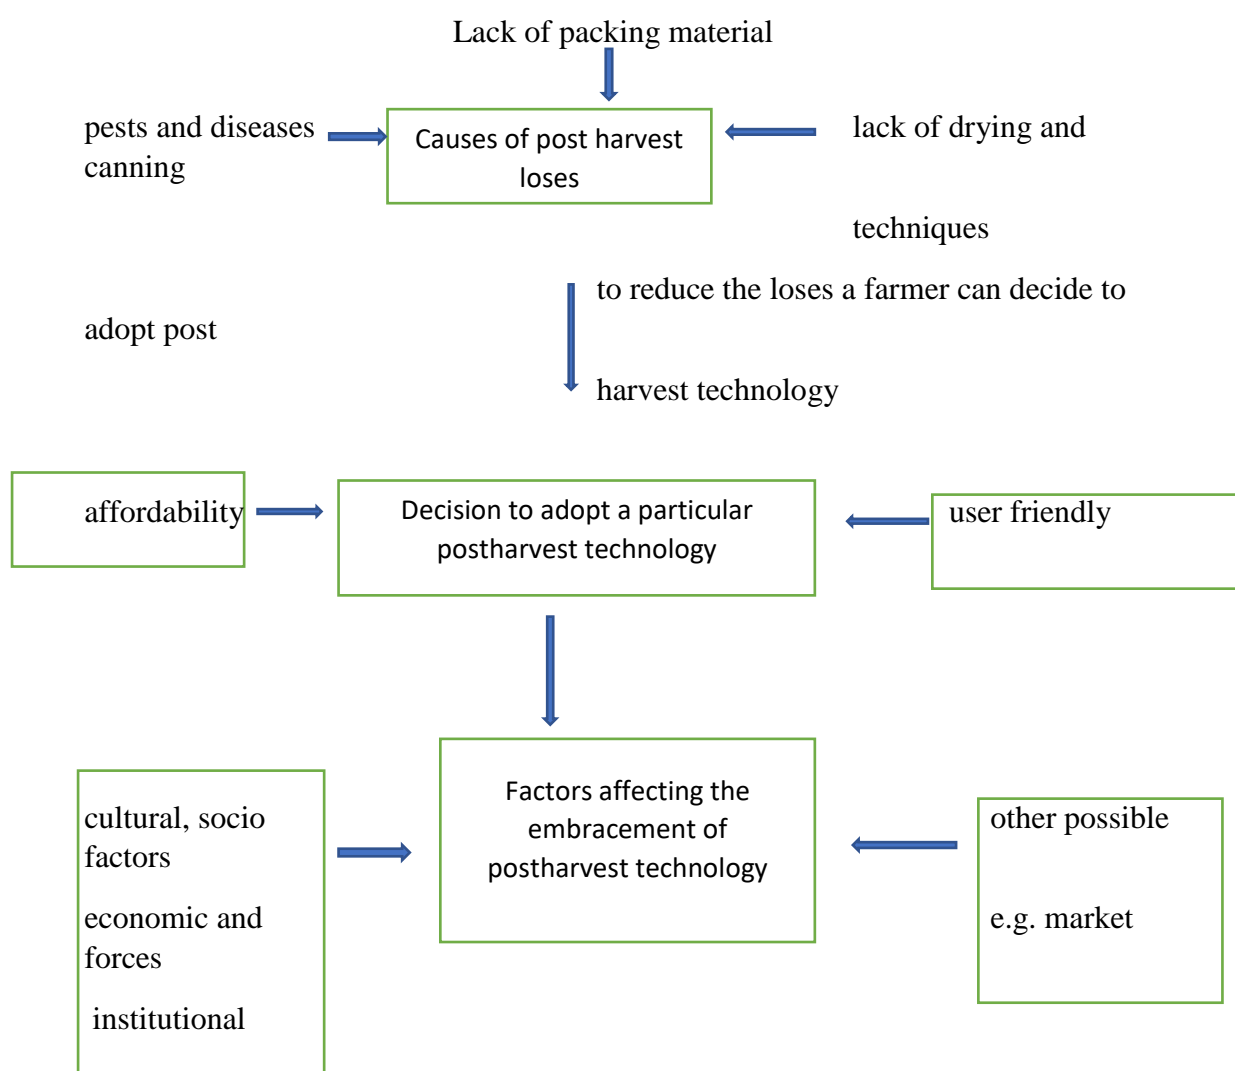 Lack of packing material
pests and diseases
canning
Causes of post harvest
loses
lack of drying and
techniques
to reduce the loses a farmer can decide to
adopt post
harvest technology
affordability
Decision to adopt a particular
postharvest technology
user friendly
cultural, socio
factors
economic and
forces
institutional
Factors affecting the
embracement of
postharvest technology
other possible
e.g. market